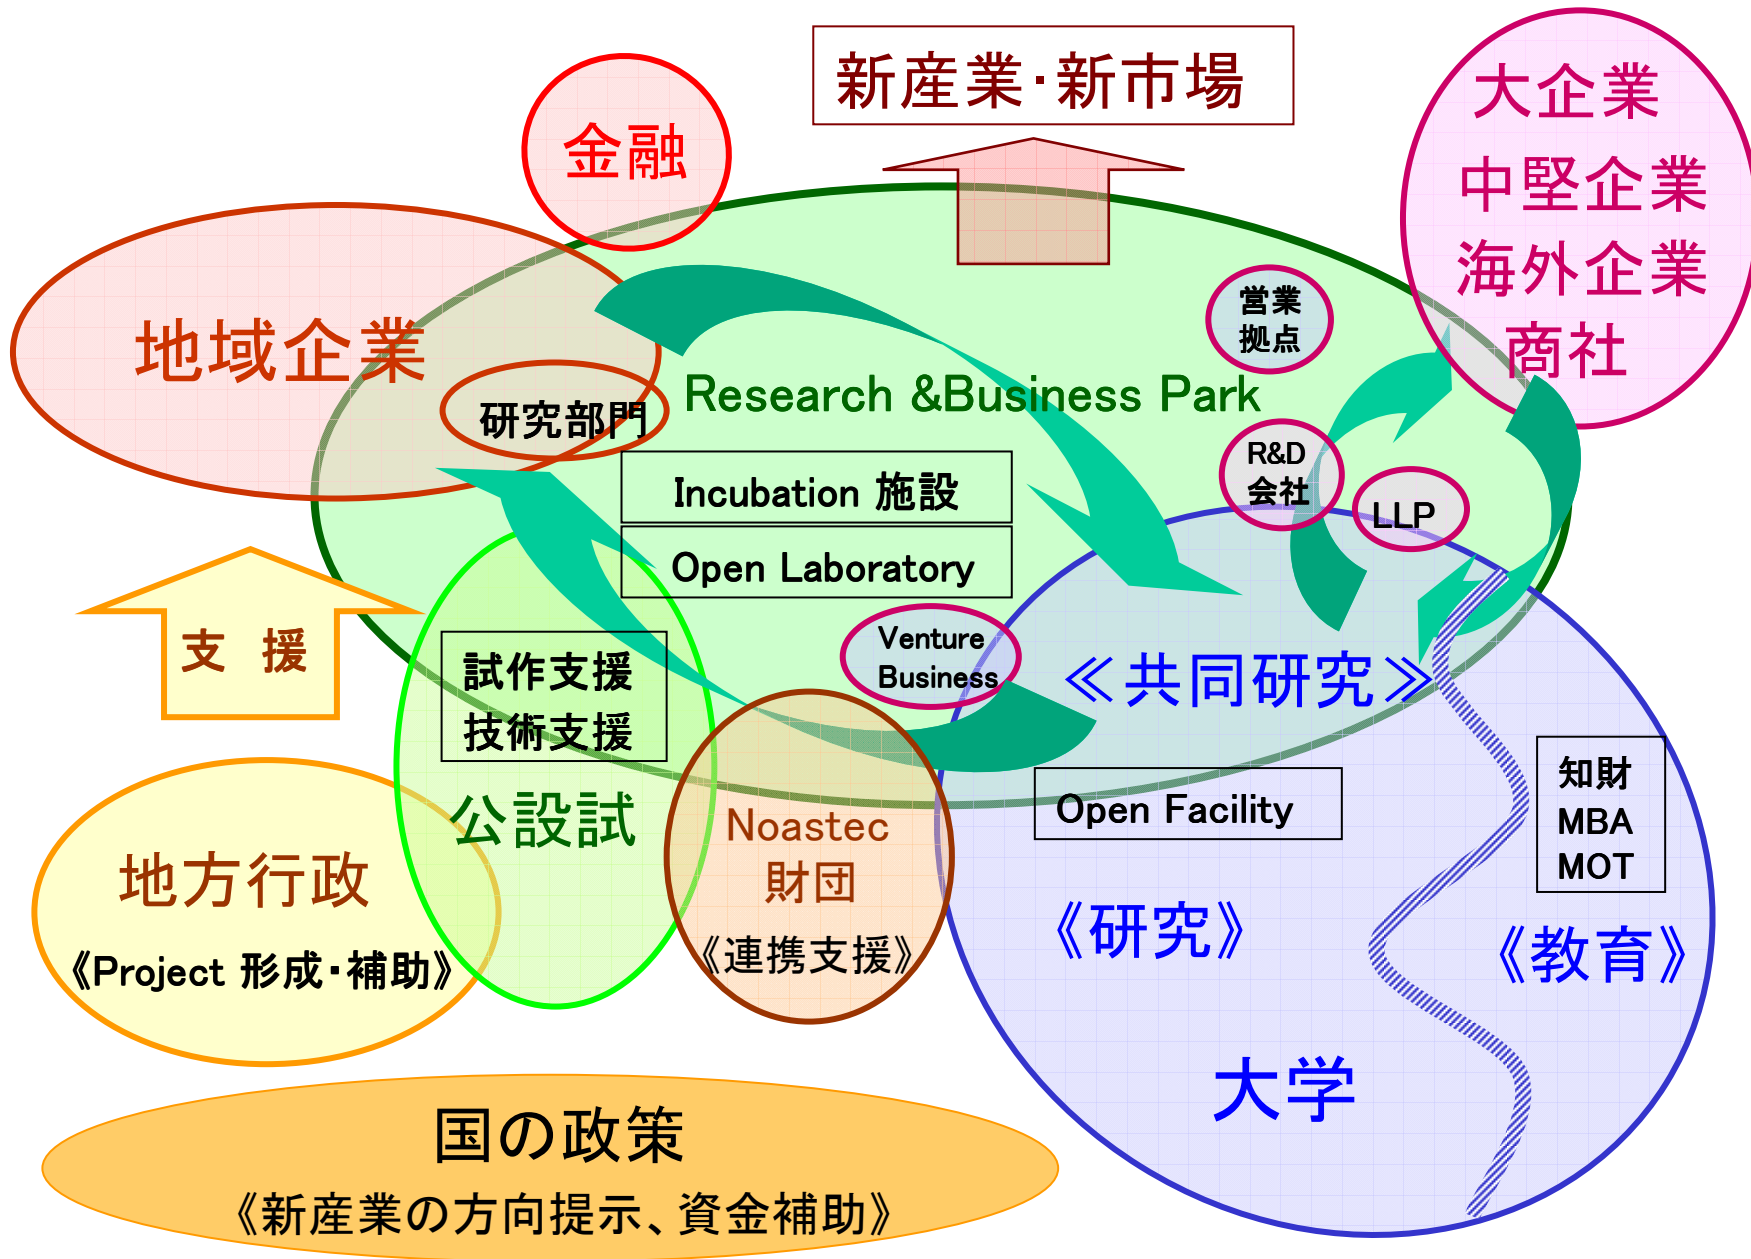 新産業・新市場
金融
大企業
中堅企業
海外企業
商社
地域企業
研究部門
営業
拠点
Research &Business Park
R&D
会社
LLP
Incubation 施設
Open Laboratory
支 援
試作支援
技術支援
公設試
Venture
Business
≪共同研究≫
Open Facility
知財
MBA
MOT
Noastec
財団
《連携支援》
地方行政
《Project 形成・補助》
《研究》
《教育》
大学
国の政策
《新産業の方向提示、資金補助》